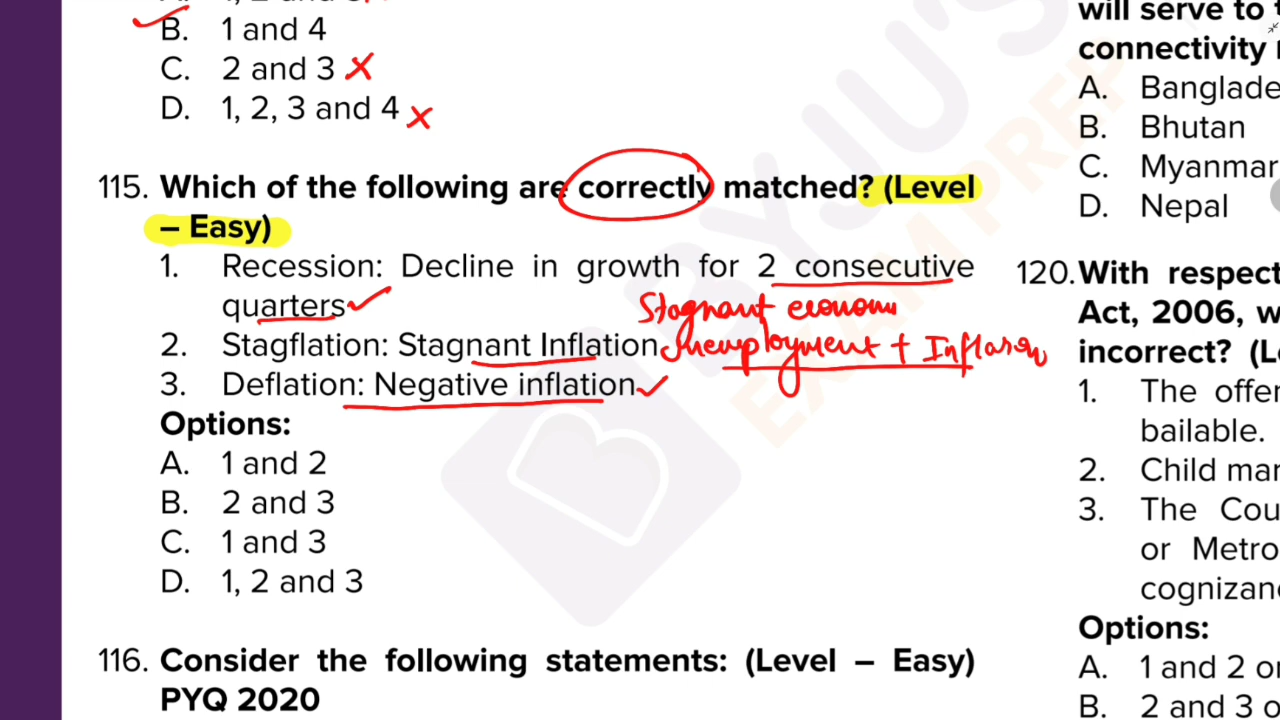 B. 1 and 4
C. 2 and 3
D. 1, 2, 3 and 4
115. Which of the following are correctly matched? (Level
– Easy)
1. Recession: Decline in growth for 2 consecutive
quarters
Stagnant economy
2. Stagflation: Stagnant Inflation
Unemployment + Inflation
3. Deflation: Negative inflation
Options:
A. 1 and 2
B. 2 and 3
C. 1 and 3
D. 1, 2 and 3
116. Consider the following statements: (Level – Easy)
PYQ 2020
will serve to
connectivity
A. Banglade
B. Bhutan
C. Myanmar
D. Nepal
120. With respect
Act, 2006, w
incorrect? (L
1. The offen
bailable.
2. Child mar
3. The Cou
or Metro
cognizan
Options:
A. 1 and 2 o
B. 2 and 3 o
BYJU'S
EXAM PREP